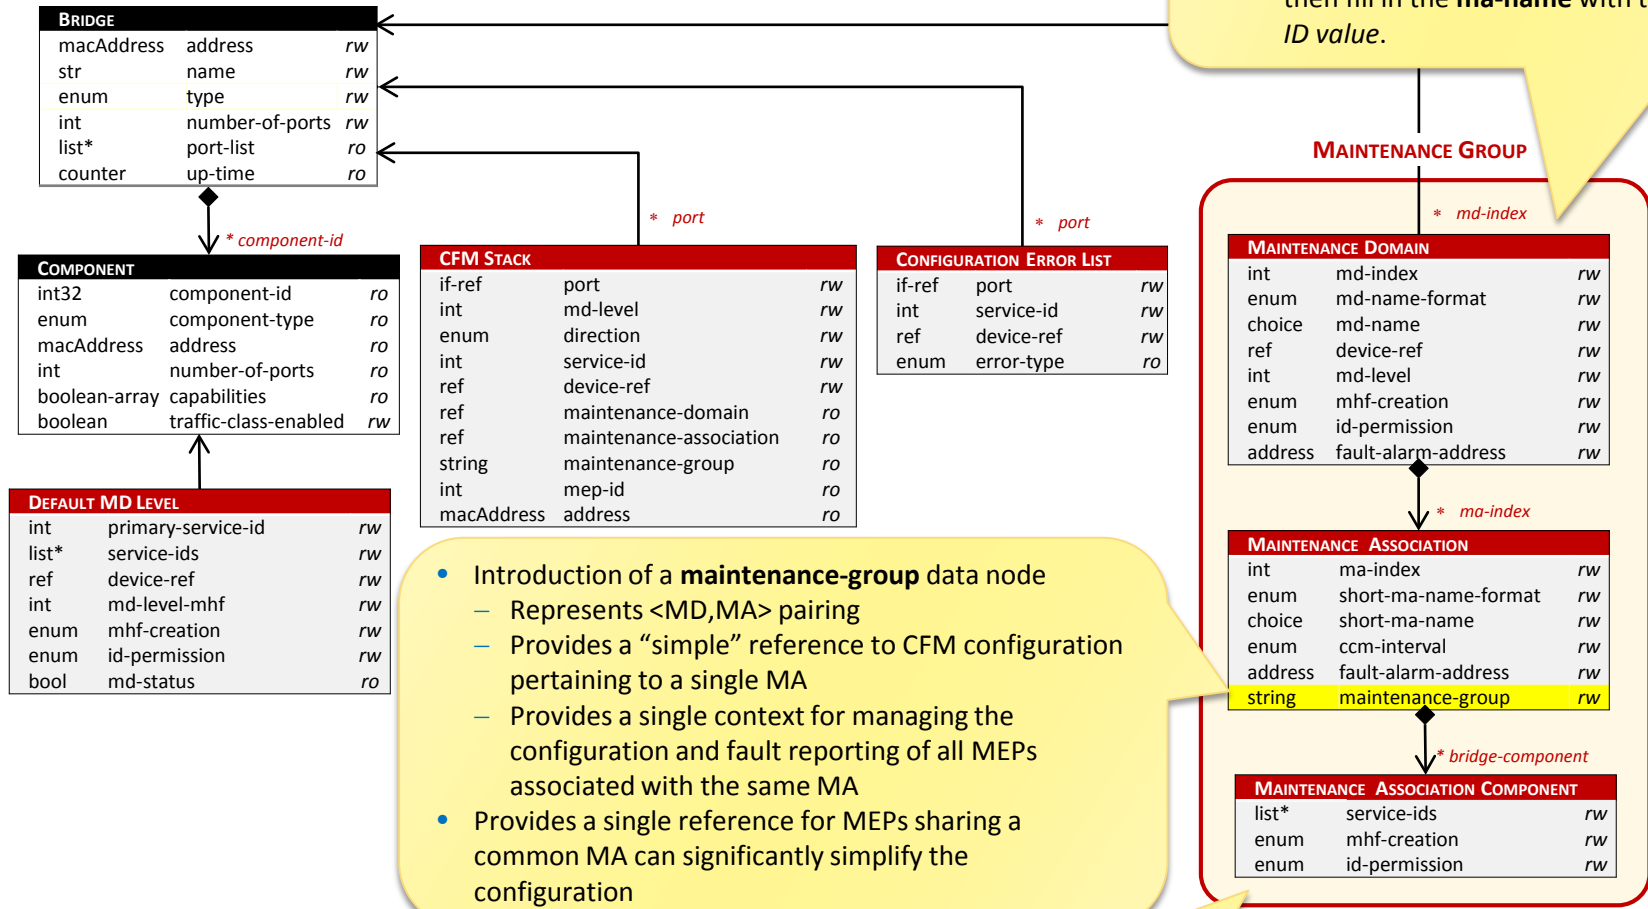 then fill in the ma-name with t
ID value.
BRIDGE
macAddress address rw
str name rw
enum type rw
int number-of-ports rw
list* port-list ro
counter up-time ro
* component-id
COMPONENT
int32 component-id ro
enum component-type ro
macAddress address ro
int number-of-ports ro
boolean-array capabilities ro
boolean traffic-class-enabled rw
DEFAULT MD LEVEL
int primary-service-id rw
list* service-ids rw
ref device-ref rw
int md-level-mhf rw
enum mhf-creation rw
enum id-permission rw
bool md-status ro
* port
CFM STACK
if-ref port rw
int md-level rw
enum direction rw
int service-id rw
ref device-ref rw
ref maintenance-domain ro
ref maintenance-association ro
string maintenance-group ro
int mep-id ro
macAddress address ro
* port
CONFIGURATION ERROR LIST
if-ref port rw
int service-id rw
ref device-ref rw
enum error-type ro
MAINTENANCE GROUP
* md-index
MAINTENANCE DOMAIN
int md-index rw
enum md-name-format rw
choice md-name rw
ref device-ref rw
int md-level rw
enum mhf-creation rw
enum id-permission rw
address fault-alarm-address rw
* ma-index
MAINTENANCE ASSOCIATION
int ma-index rw
enum short-ma-name-format rw
choice short-ma-name rw
enum ccm-interval rw
address fault-alarm-address rw
string maintenance-group rw
* bridge-component
MAINTENANCE ASSOCIATION COMPONENT
list* service-ids rw
enum mhf-creation rw
enum id-permission rw
• Introduction of a maintenance-group data node
– Represents <MD,MA> pairing
– Provides a “simple” reference to CFM configuration
pertaining to a single MA
– Provides a single context for managing the
configuration and fault reporting of all MEPs
associated with the same MA
• Provides a single reference for MEPs sharing a
common MA can significantly simplify the
configuration